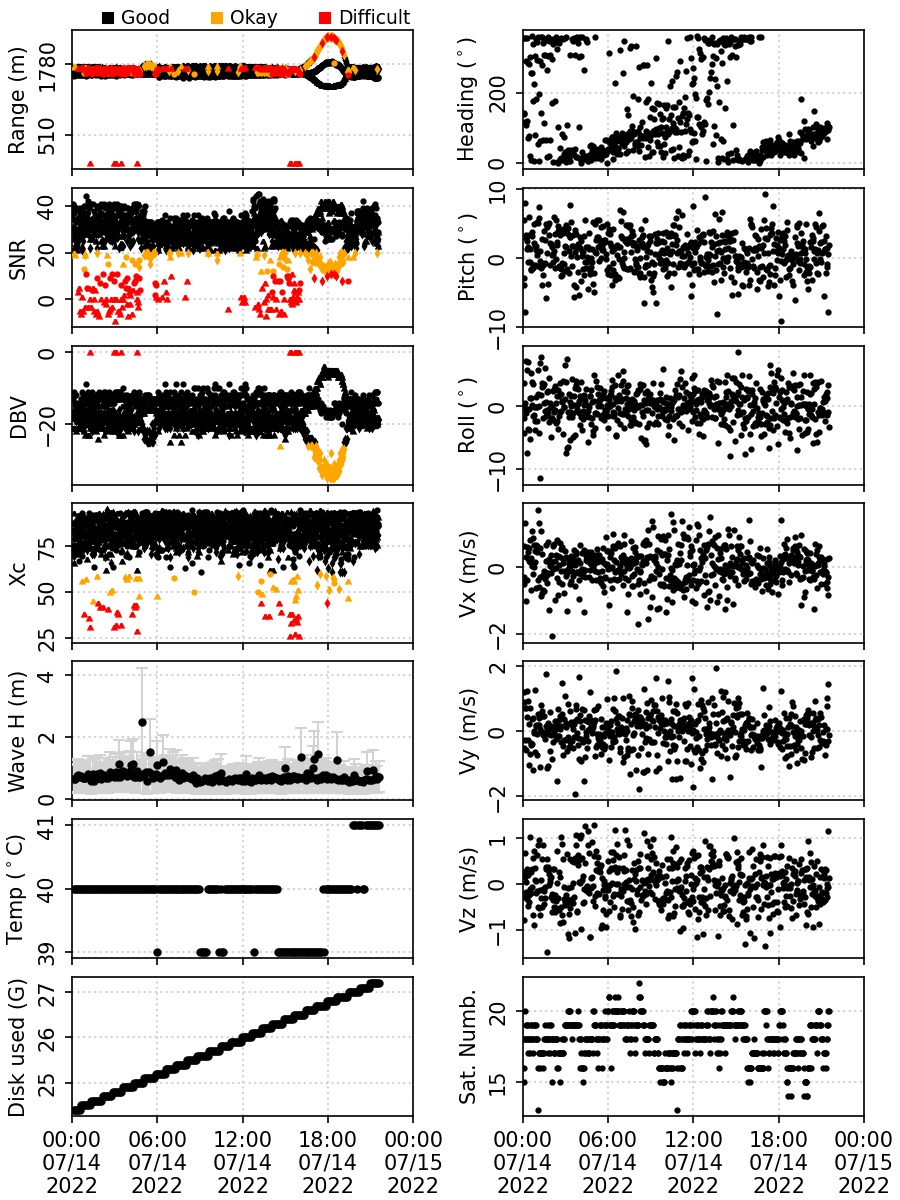 Good Okay Difficult
Range (m)
1780
510
Heading (°)
200
0
SNR
40
20
0
Pitch (°)
10
0
−10
DBV
0
−20
Roll (°)
0
−10
Xc
75
50
25
Vx (m/s)
0
−2
Wave H (m)
4
2
0
Vy (m/s)
2
0
−2
Temp (°C)
41
40
39
Vz (m/s)
1
0
−1
Disk used (G)
27
26
25
Sat. Numb.
20
15
00:00 06:00 12:00 18:00 00:00
07/14 07/14 07/14 07/14 07/15
2022 2022 2022 2022 2022
00:00 06:00 12:00 18:00 00:00
07/14 07/14 07/14 07/14 07/15
2022 2022 2022 2022 2022